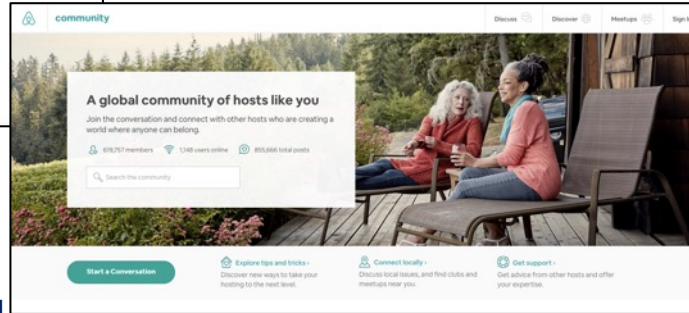 community
Discuss
Discover
Meetups
Sign I
A global community of hosts like you
Join the conversation and connect with other hosts who are creating a
world where anyone can belong.
619,757 members 1,148 users online 855,666 total posts
Search the community
Start a Conversation
Explore tips and tricks ›
Discover new ways to take your
hosting to the next level.
Connect locally ›
Discuss local issues, and find clubs and
meetups near you.
Get support ›
Get advice from other hosts and offer
your expertise.